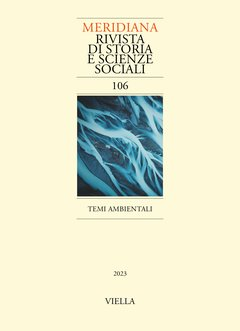 MERIDIANA
RIVISTA
DI STORIA
E SCIENZE
SOCIALI
106
TEMI AMBIENTALI
2023
VIELLA